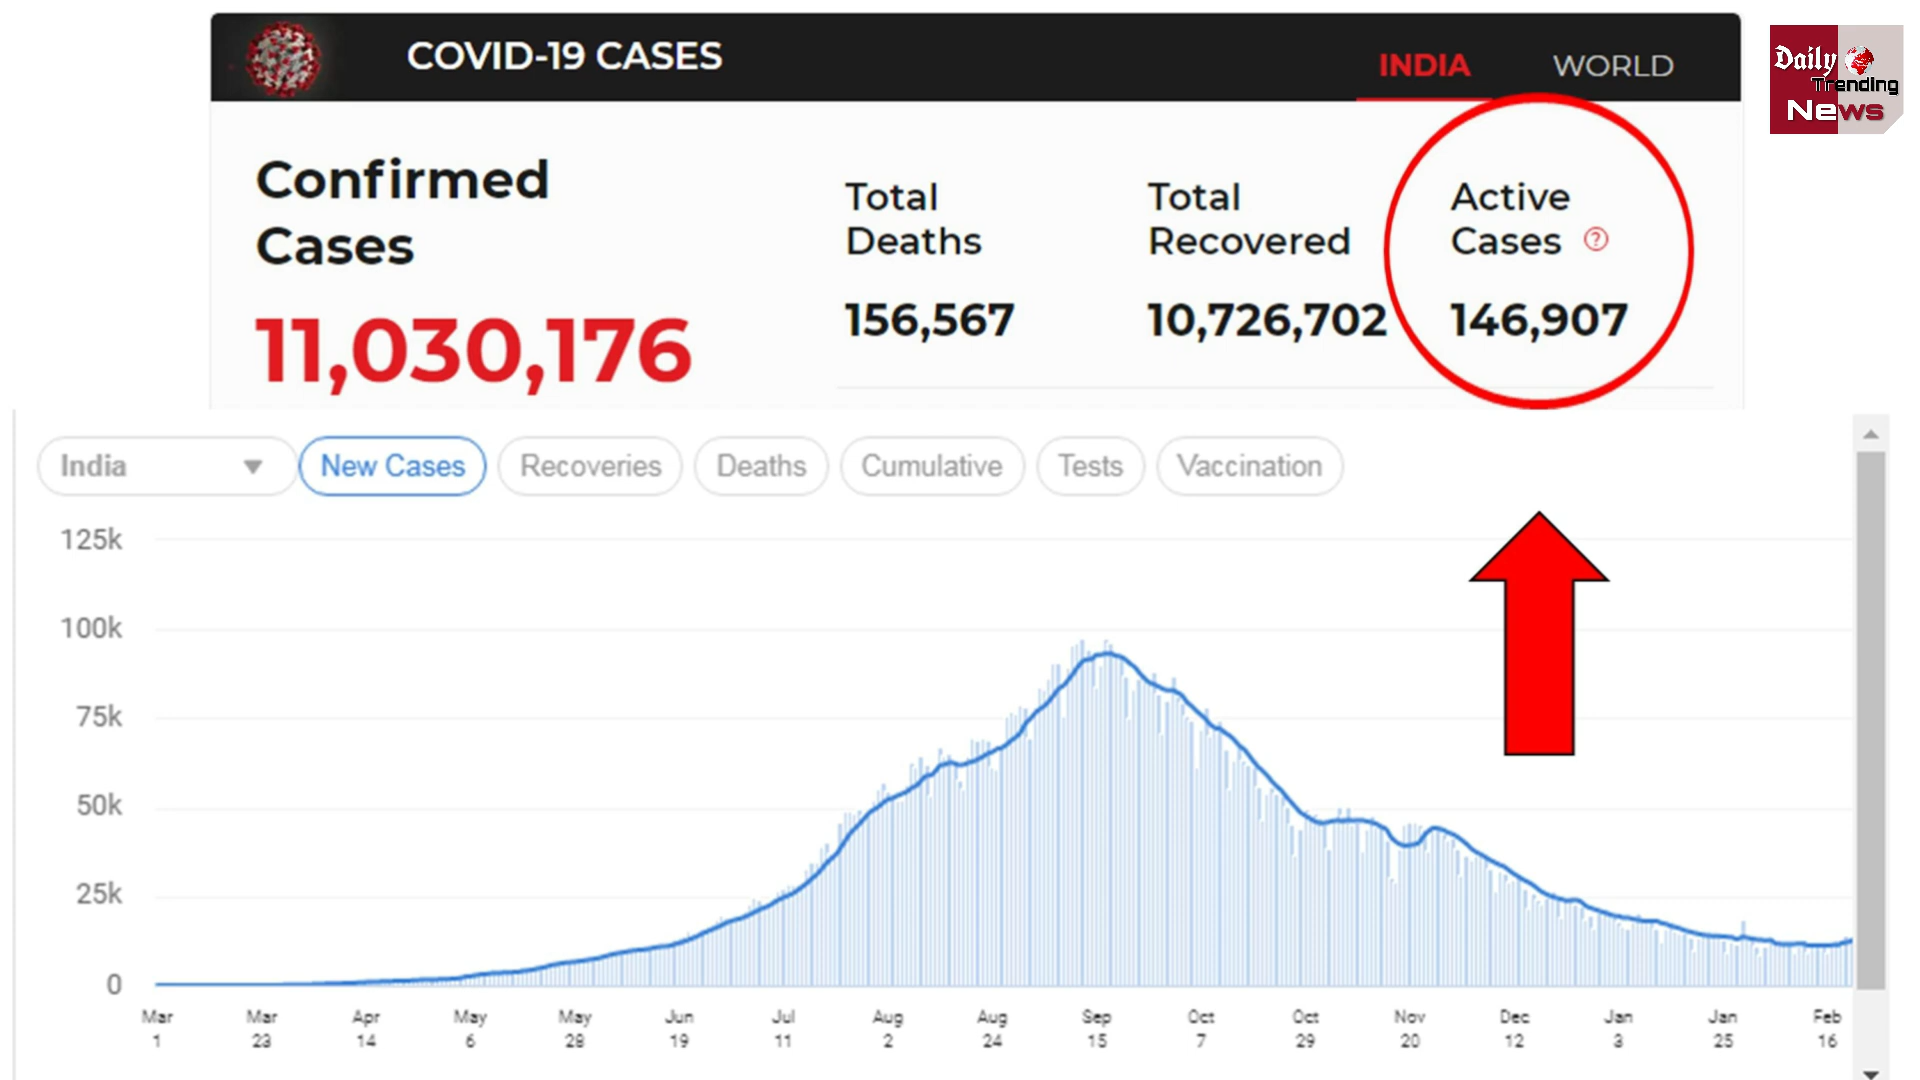 COVID-19 CASES
INDIA
WORLD
Daily
Trending
News
Confirmed
Cases
11,030,176
Total
Deaths
156,567
Total
Recovered
10,726,702
Active
Cases ?
146,907
India
New Cases
Recoveries
Deaths
Cumulative
Tests
Vaccination
125k
100k
75k
50k
25k
0
Mar 1
Mar 23
Apr 14
May 6
May 28
Jun 19
Jul 11
Aug 2
Aug 24
Sep 15
Oct 7
Oct 29
Nov 20
Dec 12
Jan 3
Jan 25
Feb 16